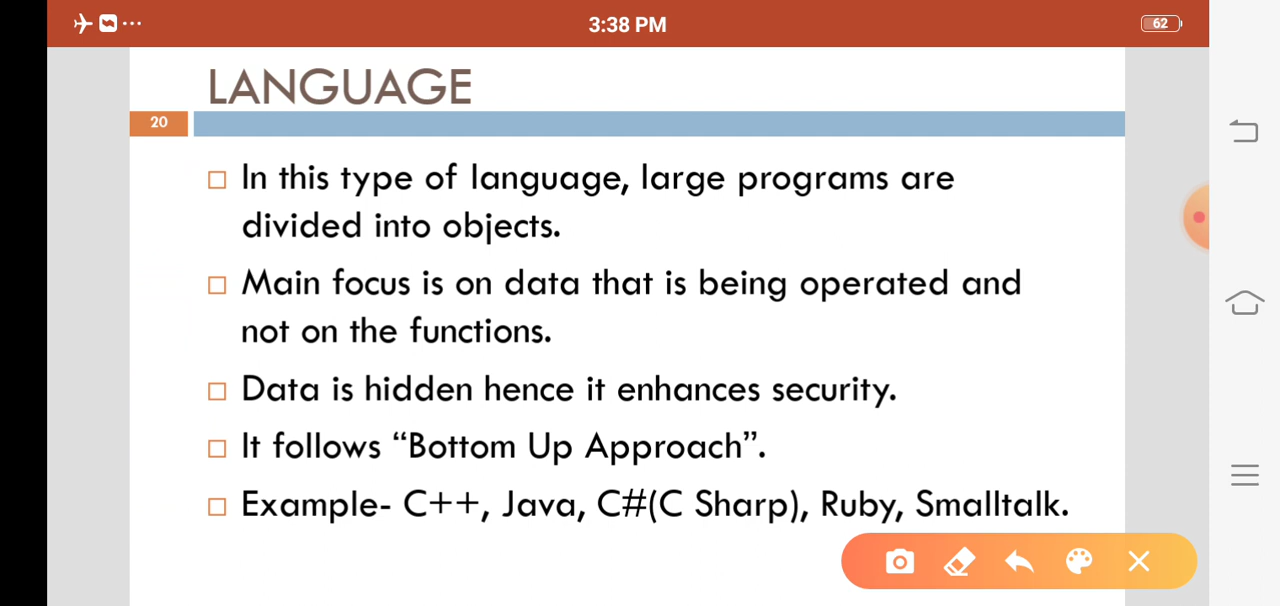 3:38 PM
62
LANGUAGE
20
In this type of language, large programs are
divided into objects.
Main focus is on data that is being operated and
not on the functions.
Data is hidden hence it enhances security.
It follows “Bottom Up Approach”.
Example- C++, Java, C#(C Sharp), Ruby, Smalltalk.